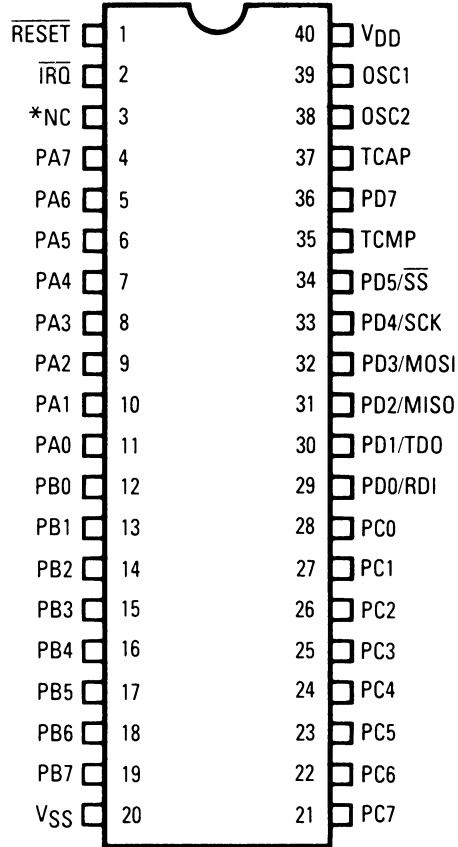 RESET 1 40 VDD
IRQ 2 39 OSC1
*NC 3 38 OSC2
PA7 4 37 TCAP
PA6 5 36 PD7
PA5 6 35 TCMP
PA4 7 34 PD5/SS
PA3 8 33 PD4/SCK
PA2 9 32 PD3/MOSI
PA1 10 31 PD2/MISO
PA0 11 30 PD1/TDO
PB0 12 29 PD0/RDI
PB1 13 28 PC0
PB2 14 27 PC1
PB3 15 26 PC2
PB4 16 25 PC3
PB5 17 24 PC4
PB6 18 23 PC5
PB7 19 22 PC6
VSS 20 21 PC7